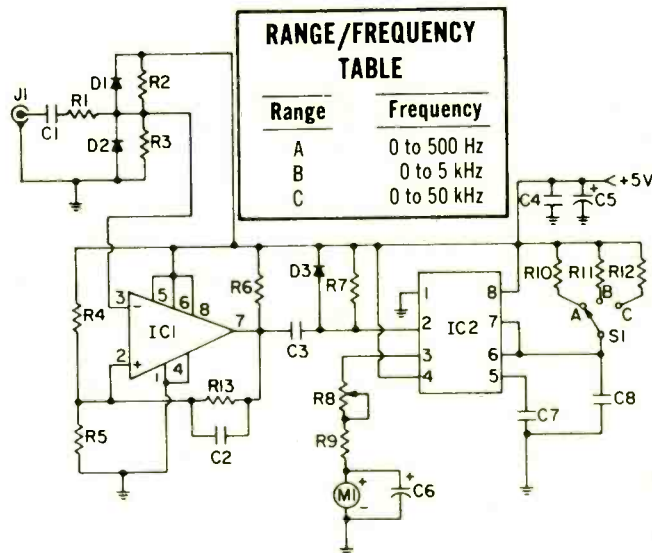 RANGE/FREQUENCY
TABLE
Range Frequency
A 0 to 500 Hz
B 0 to 5 kHz
C 0 to 50 kHz
J1
C1
R1
D1
R2
D2
R3
+5V
C4
C5
+
R4
3
-
5
6
8
IC1
7
2
+
1
4
R6
C3
D3
R7
R13
C2
R5
1
2
3
4
IC2
8
7
6
5
R10
R11
R12
A
B
C
S1
R8
R9
C7
C8
M1
+
-
+
C6